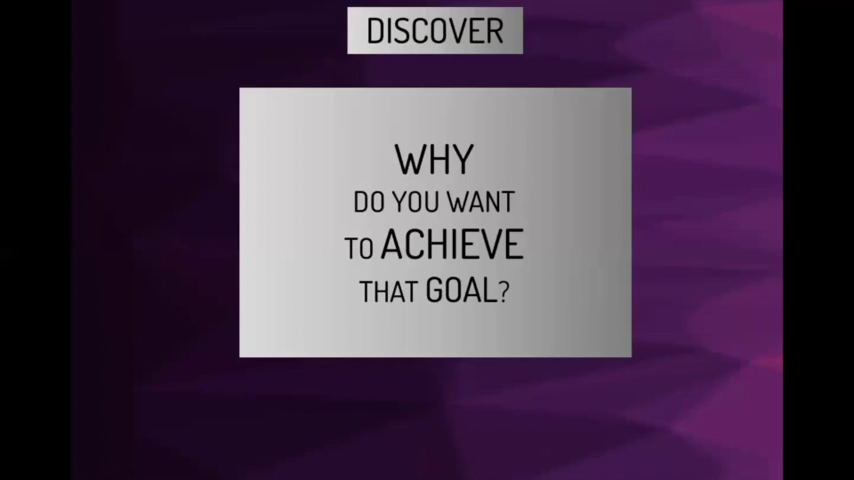 DISCOVER
WHY
DO YOU WANT
TO ACHIEVE
THAT GOAL?